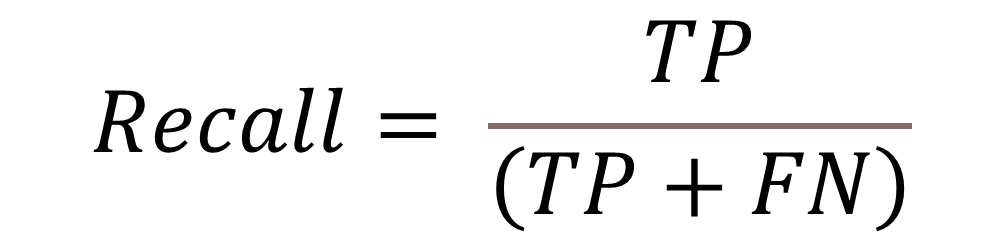 Recall = TP
(TP + FN)